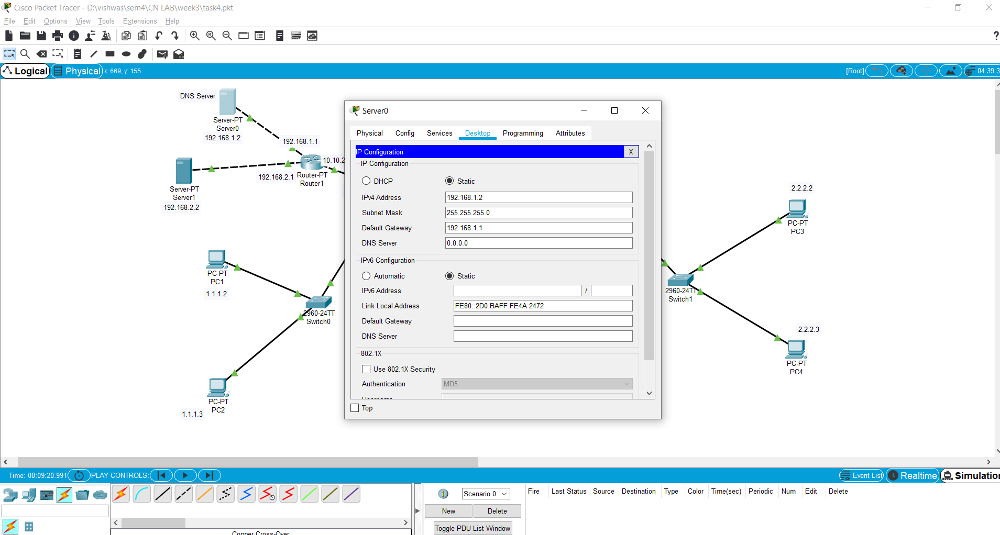 Cisco Packet Tracer - D:\vishwas\sem4\CN LAB\week3\task4.pkt
File Edit Options View Tools Extensions Help
?
Logical Physical x: 669, y: 155 [Root] 04:39:3
DNS Server
Server-PT
Server0
192.168.1.2
192.168.1.1
10.10.2
Server-PT
Server1
192.168.2.2
192.168.2.1
Router-PT
Router1
PC-PT
PC1
1.1.1.2
2960-24TT
Switch0
PC-PT
PC2
1.1.1.3
Server0
Physical Config Services Desktop Programming Attributes
IP Configuration X
IP Configuration
DHCP Static
IPv4 Address 192.168.1.2
Subnet Mask 255.255.255.0
Default Gateway 192.168.1.1
DNS Server 0.0.0.0
IPv6 Configuration
Automatic Static
IPv6 Address /
Link Local Address FE80::2D0:BAFF:FE4A:2472
Default Gateway
DNS Server
802.1X
Use 802.1X Security
Authentication MD5
Top
2.2.2.2
PC-PT
PC3
2960-24TT
Switch1
2.2.2.3
PC-PT
PC4
Time: 00:09:20.991 PLAY CONTROLS: Event List Realtime Simulation
Scenario 0
New Delete
Toggle PDU List Window
Fire Last Status Source Destination Type Color Time(sec) Periodic Num Edit Delete
Copper Cross-Over